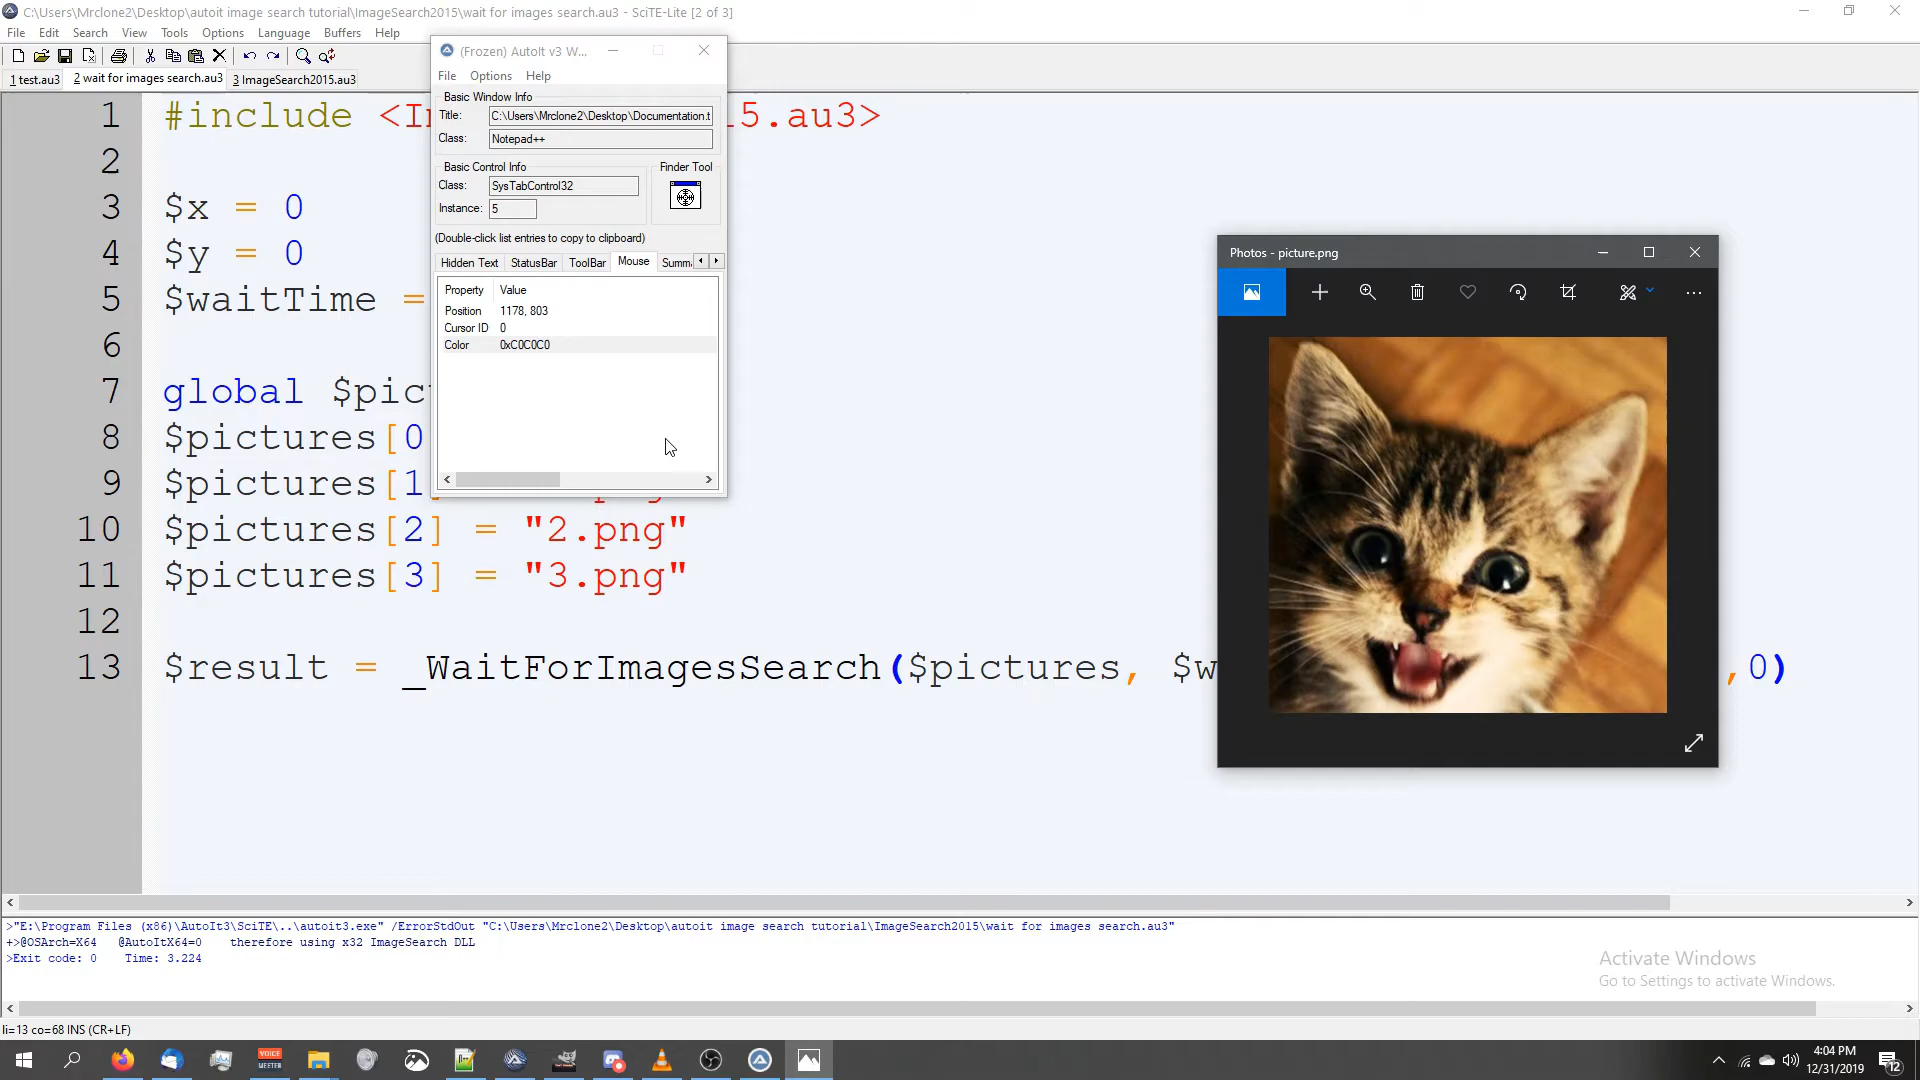 C:\Users\Mrclone2\Desktop\autoit image search tutorial\ImageSearch2015\wait for images search.au3 - SciTE-Lite [2 of 3]
File Edit Search View Tools Options Language Buffers Help
1 test.au3 2 wait for images search.au3 3 ImageSearch2015.au3
1 #include <I 15.au3>
2
3 $x = 0
4 $y = 0
5 $waitTime =
6
7 global $pic
8 $pictures[0
9 $pictures[1
10 $pictures[2] = "2.png"
11 $pictures[3] = "3.png"
12
13 $result = _WaitForImagesSearch($pictures, $w ,0)
(Frozen) AutoIt v3 W...
File Options Help
Basic Window Info
Title: C:\Users\Mrclone2\Desktop\Documentation.t
Class: Notepad++
Basic Control Info
Finder Tool
Class: SysTabControl32
Instance: 5
(Double-click list entries to copy to clipboard)
Hidden Text StatusBar ToolBar Mouse Summ
Property Value
Position 1178, 803
Cursor ID 0
Color 0xC0C0C0
Photos - picture.png
>"E:\Program Files (x86)\AutoIt3\SciTE\..\autoit3.exe" /ErrorStdOut "C:\Users\Mrclone2\Desktop\autoit image search tutorial\ImageSearch2015\wait for images search.au3"
+>@OSArch=X64 @AutoItX64=0 therefore using x32 ImageSearch DLL
>Exit code: 0 Time: 3.224
Activate Windows
Go to Settings to activate Windows.
li=13 co=68 INS (CR+LF)
VOICE
MEETER
4:04 PM
12/31/2019
12